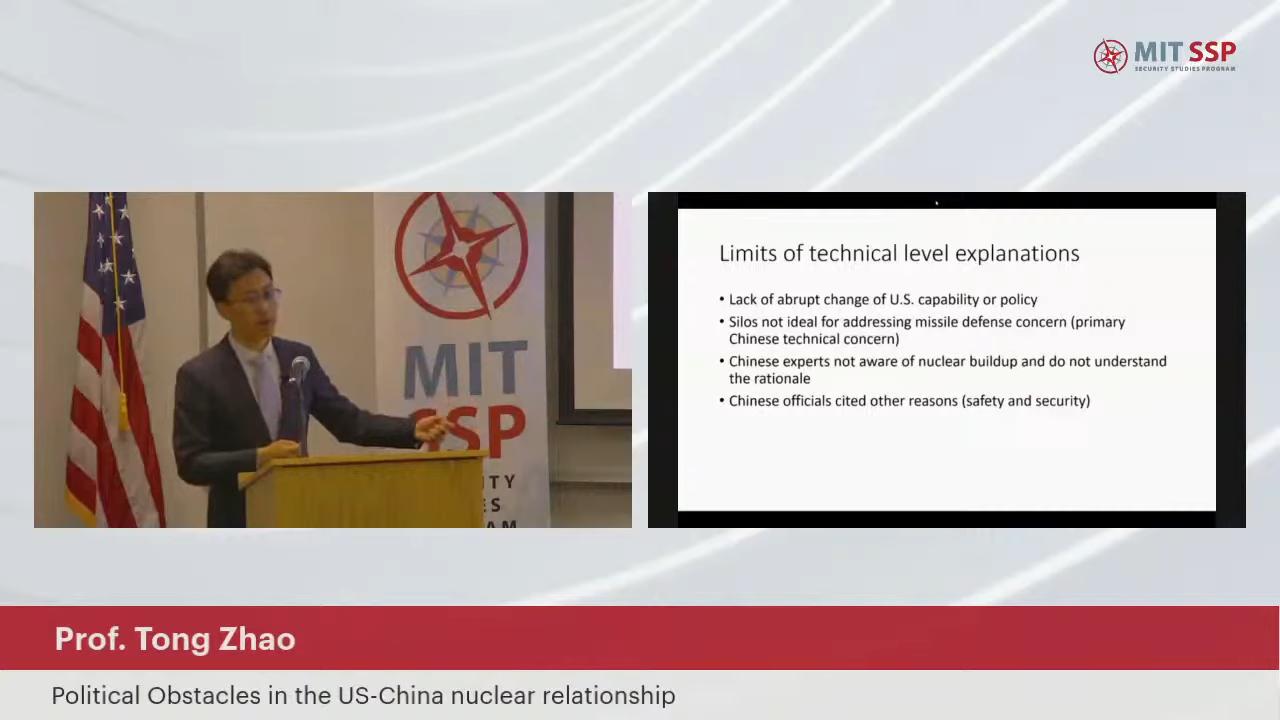 MIT SSP
SECURITY STUDIES PROGRAM
MIT
SSP
ITY
ES
AM
Limits of technical level explanations
• Lack of abrupt change of U.S. capability or policy
• Silos not ideal for addressing missile defense concern (primary
Chinese technical concern)
• Chinese experts not aware of nuclear buildup and do not understand
the rationale
• Chinese officials cited other reasons (safety and security)
Prof. Tong Zhao
Political Obstacles in the US-China nuclear relationship